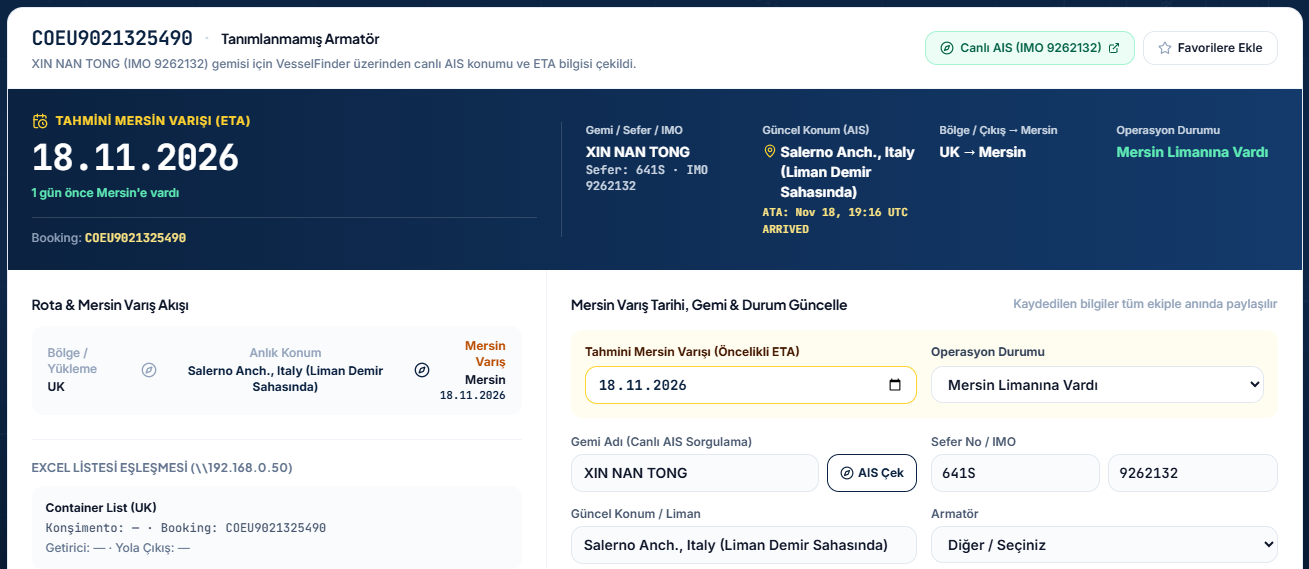 COEU9021325490 · Tanımlanmamış Armatör
XIN NAN TONG (IMO 9262132) gemisi için VesselFinder üzerinden canlı AIS konumu ve ETA bilgisi çekildi.
Canlı AIS (IMO 9262132)
Favorilere Ekle
TAHMİNİ MERSİN VARIŞI (ETA)
18.11.2026
1 gün önce Mersin'e vardı
Booking: COEU9021325490
Gemi / Sefer / IMO
XIN NAN TONG
Sefer: 641S · IMO
9262132
Güncel Konum (AIS)
Salerno Anch., Italy
(Liman Demir
Sahasında)
ATA: Nov 18, 19:16 UTC
ARRIVED
Bölge / Çıkış → Mersin
UK → Mersin
Operasyon Durumu
Mersin Limanına Vardı
Rota & Mersin Varış Akışı
Bölge /
Yükleme
UK
Anlık Konum
Salerno Anch., Italy (Liman Demir
Sahasında)
Mersin
Varış
Mersin
18.11.2026
EXCEL LİSTESİ EŞLEŞMESİ (\\192.168.0.50)
Container List (UK)
Konşimento: — · Booking: COEU9021325490
Getirici: — · Yola Çıkış: —
Mersin Varış Tarihi, Gemi & Durum Güncelle
Kaydedilen bilgiler tüm ekiple anında paylaşılır
Tahmini Mersin Varışı (Öncelikli ETA)
18.11.2026
Operasyon Durumu
Mersin Limanına Vardı
Gemi Adı (Canlı AIS Sorgulama)
XIN NAN TONG
AIS Çek
Sefer No / IMO
641S
9262132
Güncel Konum / Liman
Salerno Anch., Italy (Liman Demir Sahasında)
Armatör
Diğer / Seçiniz